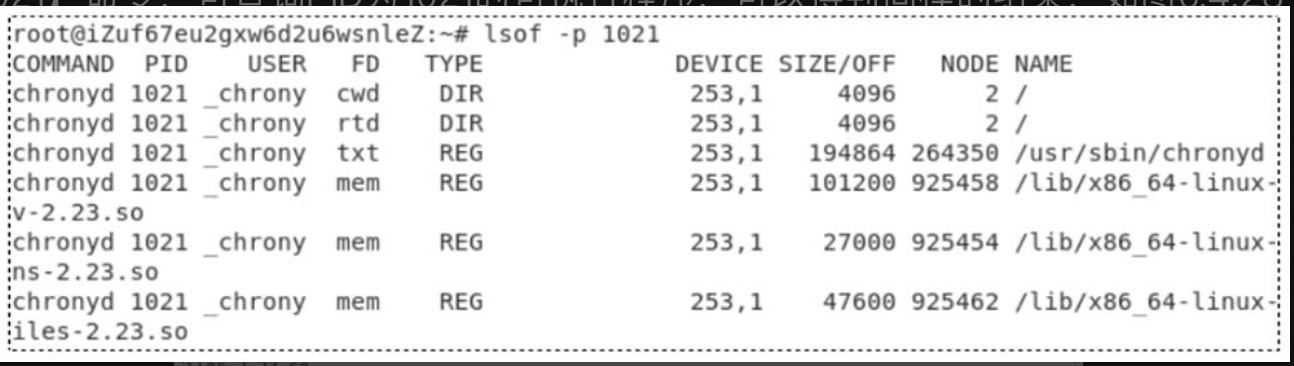 root@iZuf67eu2gxw6d2u6wsnleZ:~# lsof -p 1021
COMMAND PID USER FD TYPE DEVICE SIZE/OFF NODE NAME
chronyd 1021 _chrony cwd DIR 253,1 4096 2 /
chronyd 1021 _chrony rtd DIR 253,1 4096 2 /
chronyd 1021 _chrony txt REG 253,1 194864 264350 /usr/sbin/chronyd
chronyd 1021 _chrony mem REG 253,1 101200 925458 /lib/x86_64-linux-
v-2.23.so
chronyd 1021 _chrony mem REG 253,1 27000 925454 /lib/x86_64-linux-
ns-2.23.so
chronyd 1021 _chrony mem REG 253,1 47600 925462 /lib/x86_64-linux-
iles-2.23.so